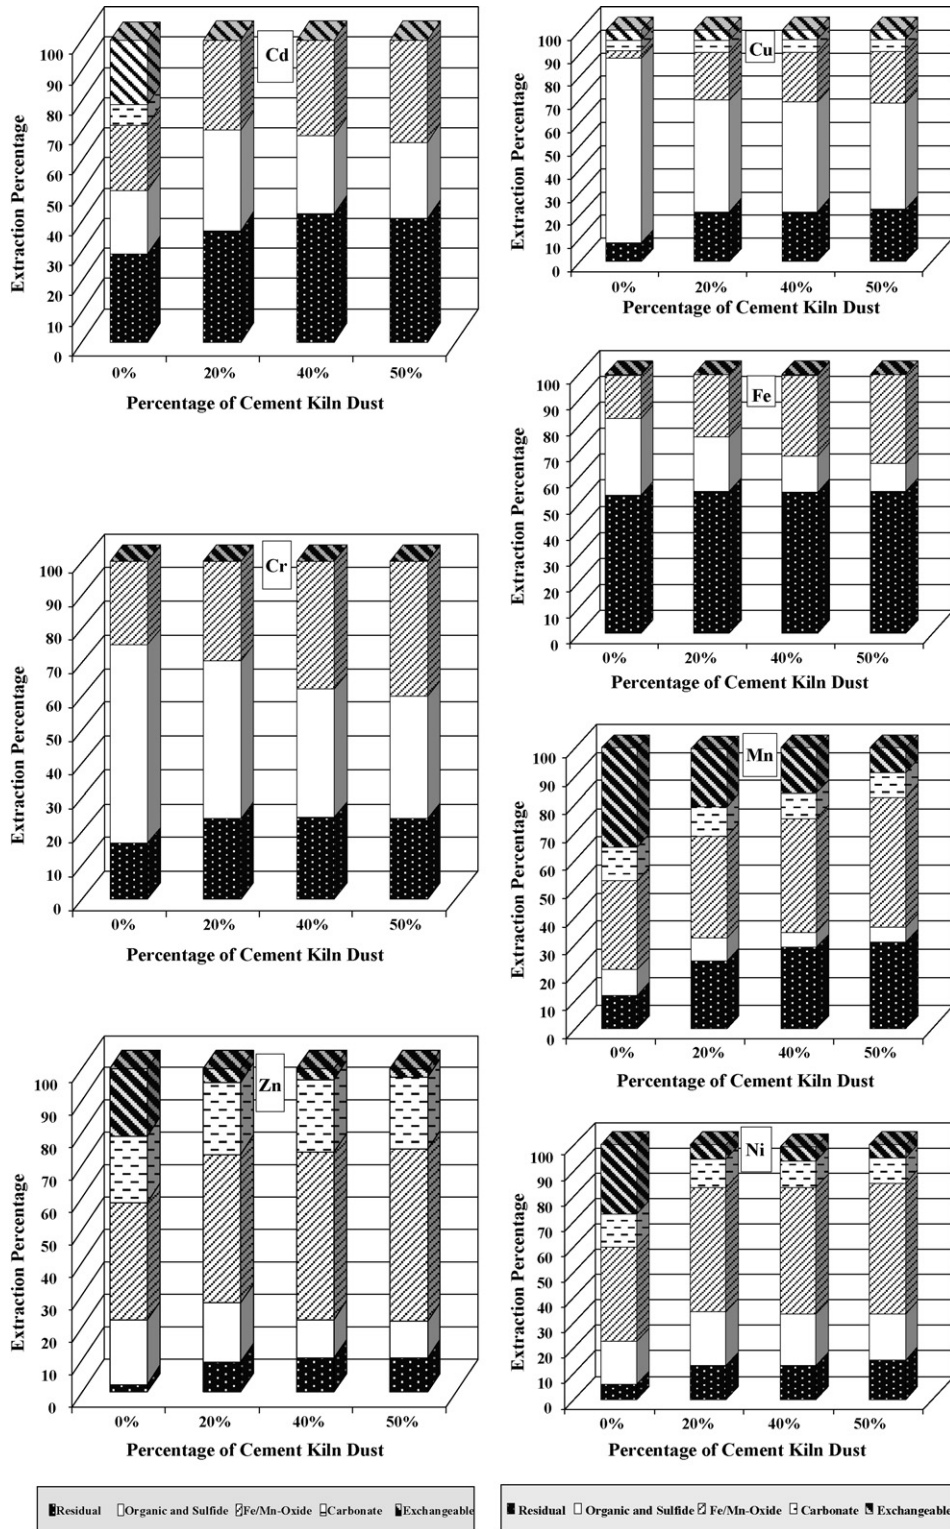 Cd
Extraction Percentage
100
90
80
70
60
50
40
30
20
10
0
0% 20% 40% 50%
Percentage of Cement Kiln Dust
Cr
Extraction Percentage
100
90
80
70
60
50
40
30
20
10
0
0% 20% 40% 50%
Percentage of Cement Kiln Dust
Zn
Extraction Percentage
100
90
80
70
60
50
40
30
20
10
0
0% 20% 40% 50%
Percentage of Cement Kiln Dust
Residual Organic and Sulfide Fe/Mn-Oxide Carbonate Exchangeable
Cu
Extraction Percentage
100
90
80
70
60
50
40
30
20
10
0
0% 20% 40% 50%
Percentage of Cement Kiln Dust
Fe
Extraction Percentage
100
90
80
70
60
50
40
30
20
10
0
0% 20% 40% 50%
Percentage of Cement Kiln Dust
Mn
Extraction Percentage
100
90
80
70
60
50
40
30
20
10
0
0% 20% 40% 50%
Percentage of Cement Kiln Dust
Ni
Extraction Percentage
100
90
80
70
60
50
40
30
20
10
0
0% 20% 40% 50%
Percentage of Cement Kiln Dust
Residual Organic and Sulfide Fe/Mn-Oxide Carbonate Exchangeable